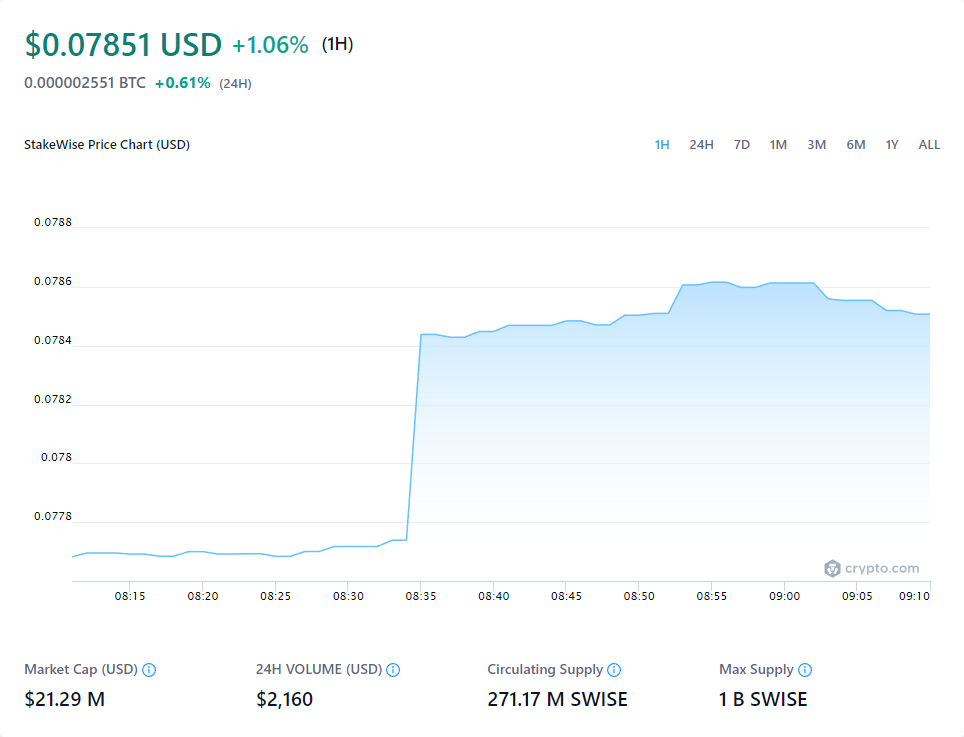 $0.07851 USD +1.06% (1H)
0.000002551 BTC +0.61% (24H)
StakeWise Price Chart (USD) 1H 24H 7D 1M 3M 6M 1Y ALL
0.0788
0.0786
0.0784
0.0782
0.078
0.0778
crypto.com
08:15 08:20 08:25 08:30 08:35 08:40 08:45 08:50 08:55 09:00 09:05 09:10
Market Cap (USD) 24H VOLUME (USD) Circulating Supply Max Supply
$21.29 M $2,160 271.17 M SWISE 1 B SWISE